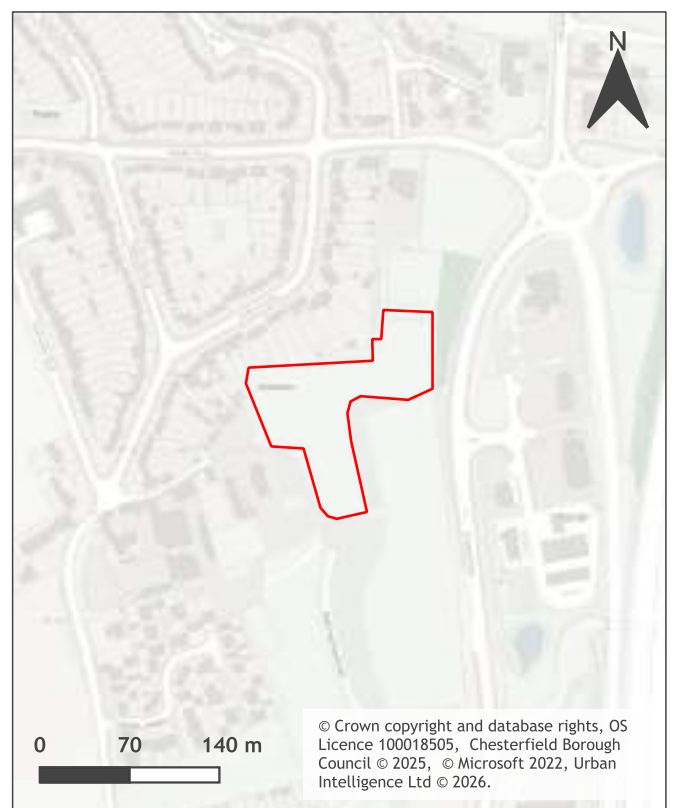 N
0 70 140 m
© Crown copyright and database rights, OS
Licence 100018505, Chesterfield Borough
Council © 2025, © Microsoft 2022, Urban
Intelligence Ltd © 2026.